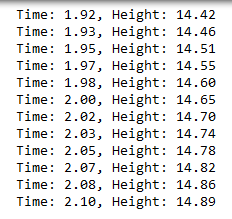 Time: 1.92, Height: 14.42
Time: 1.93, Height: 14.46
Time: 1.95, Height: 14.51
Time: 1.97, Height: 14.55
Time: 1.98, Height: 14.60
Time: 2.00, Height: 14.65
Time: 2.02, Height: 14.70
Time: 2.03, Height: 14.74
Time: 2.05, Height: 14.78
Time: 2.07, Height: 14.82
Time: 2.08, Height: 14.86
Time: 2.10, Height: 14.89